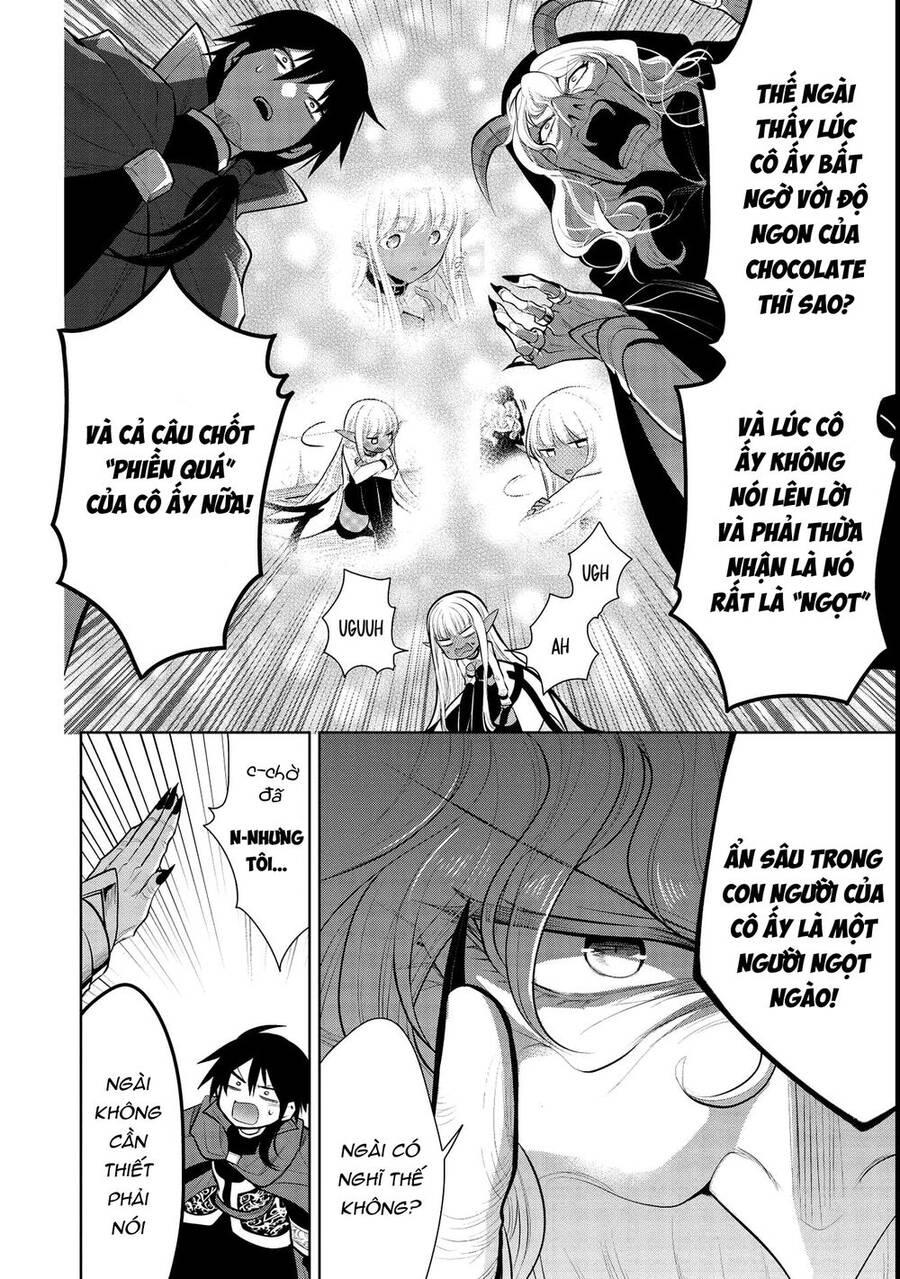 THẾ NGÀI
THẤY LÚC
CÔ ẤY BẤT
NGỜ VỚI ĐỘ
NGON CỦA
CHOCOLATE
THÌ SAO?
VÀ LÚC CÔ
ẤY KHÔNG
NÓI LÊN LỜI
VÀ PHẢI THỪA
NHẬN LÀ NÓ
RẤT LÀ "NGỌT"
VÀ CẢ CÂU CHỐT
"PHIỀN QUÁ"
CỦA CÔ ẤY NỮA!
UGH
AH
UGUUH
ẨN SÂU TRONG
CON NGƯỜI CỦA
CÔ ẤY LÀ MỘT
NGƯỜI NGỌT
NGÀO!
NGÀI CÓ
NGHĨ THẾ
KHÔNG?
C-CHỜ
ĐÃ
N-NHƯNG
TÔI...
NGÀI
KHÔNG
CẦN
THIẾT
PHẢI
NÓI